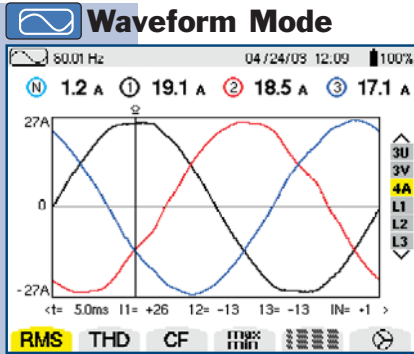 Waveform Mode
60.01 Hz 04/24/03 12:09 100%
N 1.2 A 1 19.1 A 2 18.5 A 3 17.1 A
27A
0
-27A
3U
3V
4A
L1
L2
L3
<t= 5.0ms I1= +26 I2= -13 I3= -13 IN= +1 >
RMS THD CF max min